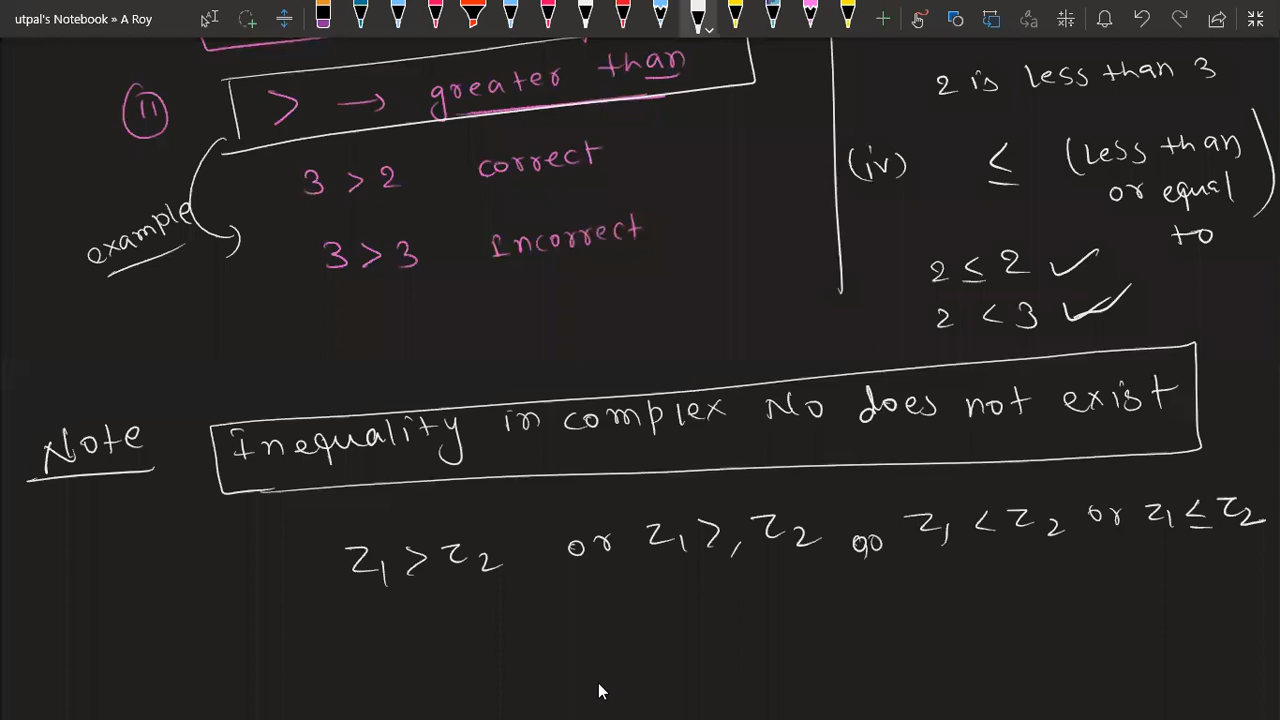 utpal's Notebook » A Roy
(II) > → greater than
3 > 2 correct
3 > 3 Incorrect
example
2 is less than 3
(iv) ≤ (less than
or equal
to
2 ≤ 2 ✓
2 < 3 ✓
Note Inequality in complex No does not exist
z₁ > z₂ or z₁ >, z₂ or z₁ < z₂ or z₁ ≤ z₂